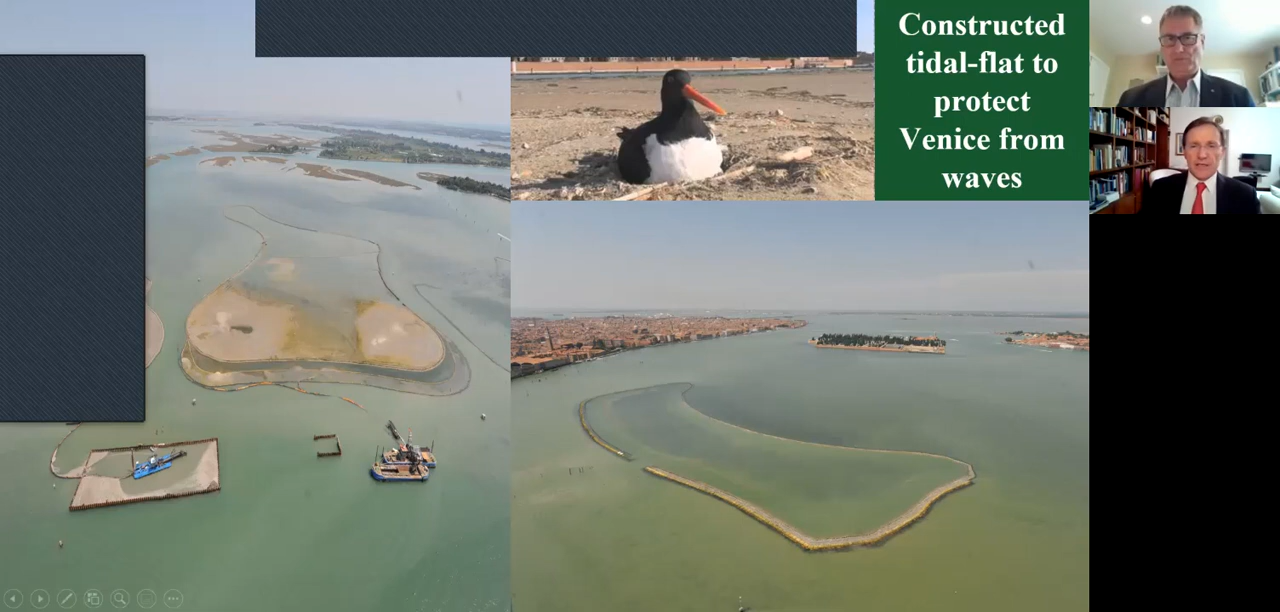 Constructed
tidal-flat to
protect
Venice from
waves